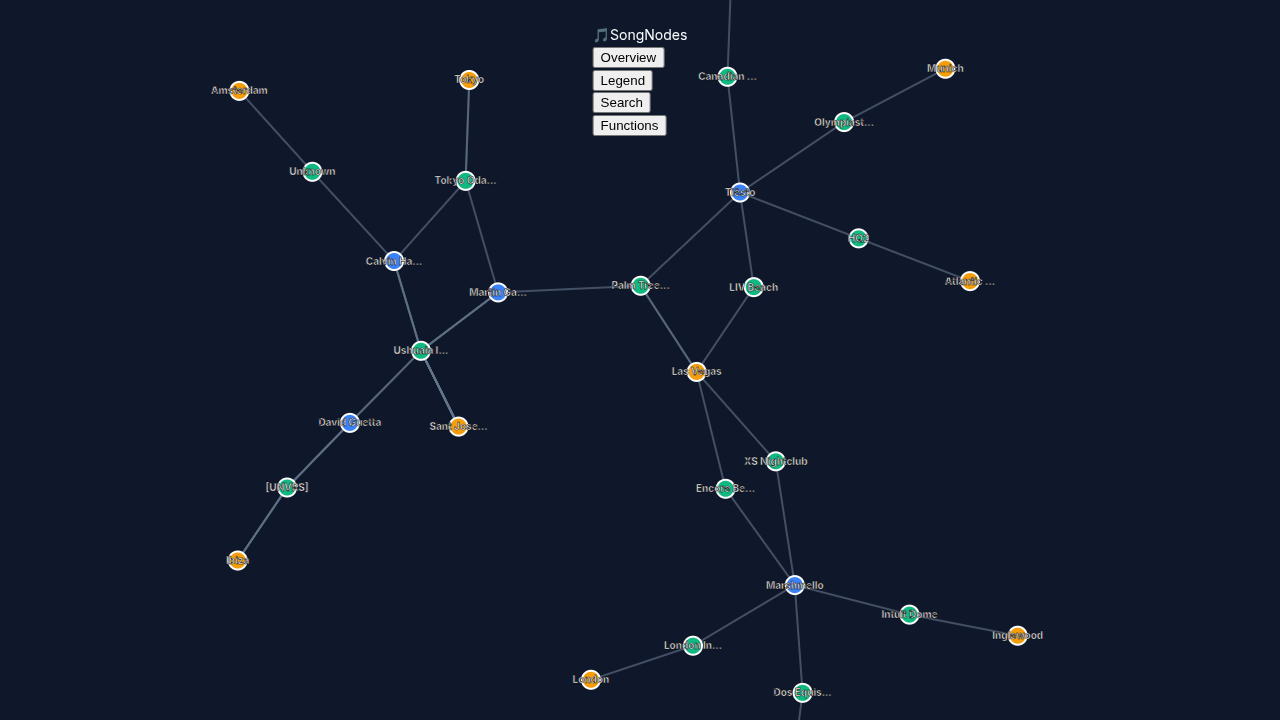 🎵SongNodes
Overview
Legend
Search
Functions
Canadian ...
Munich
Tokyo
Amsterdam
Olympiast...
Unknown
Tokyo Oda...
Tiësto
HQ2
Calvin Ha...
Atlantic ...
Palm Tree...
LIV Beach
Martin Ga...
Ushuaïa I...
Las Vegas
David Guetta
San Jose...
XS Nightclub
[UNVRS]
Encore Be...
Ibiza
Marshmello
Intuit Dome
Inglewood
London In...
London
Dos Equis...